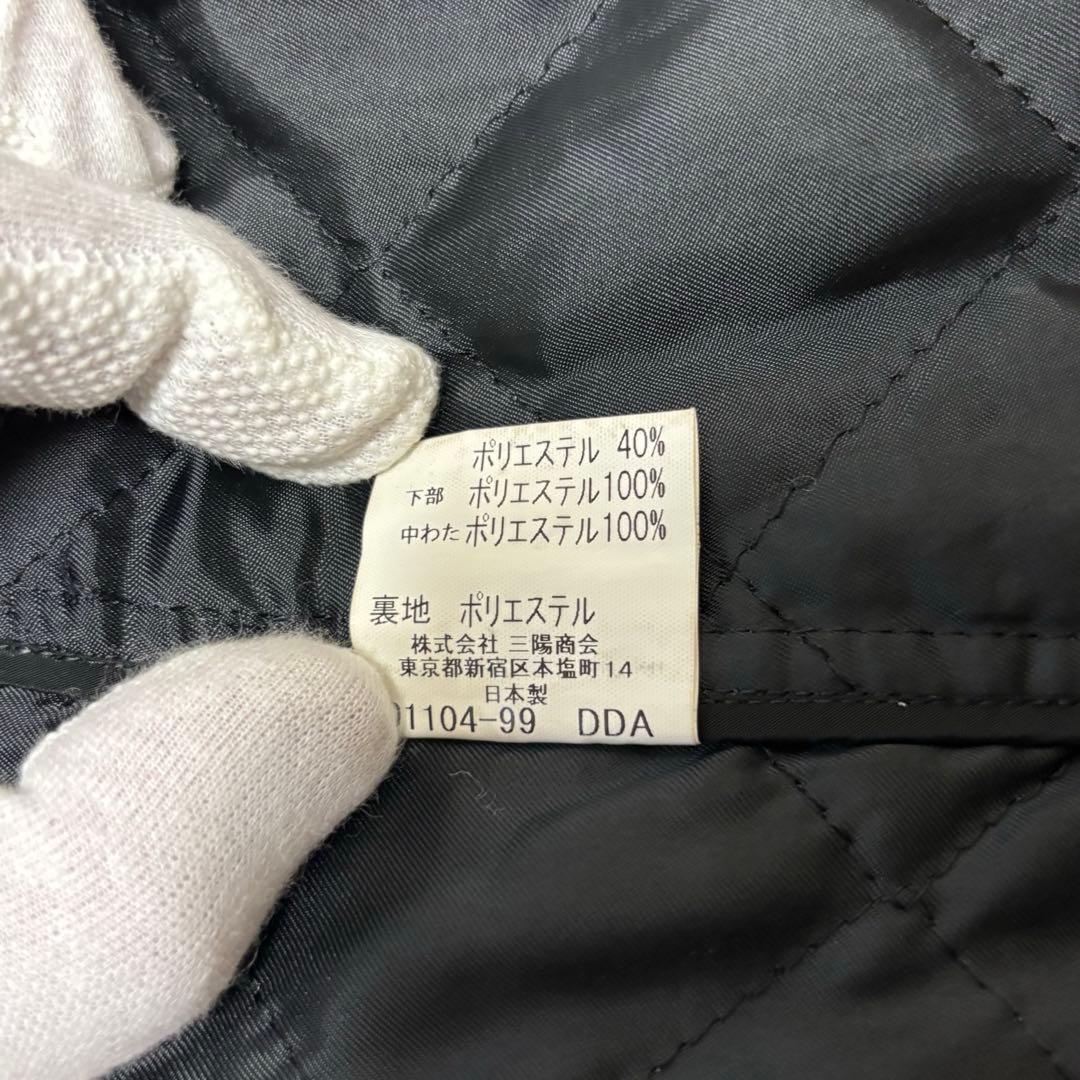 ポリエステル 40%
下部 ポリエステル100%
中わた ポリエステル100%
裏地 ポリエステル
株式会社 三陽商会
東京都新宿区本塩町14
日本製
01104-99 DDA